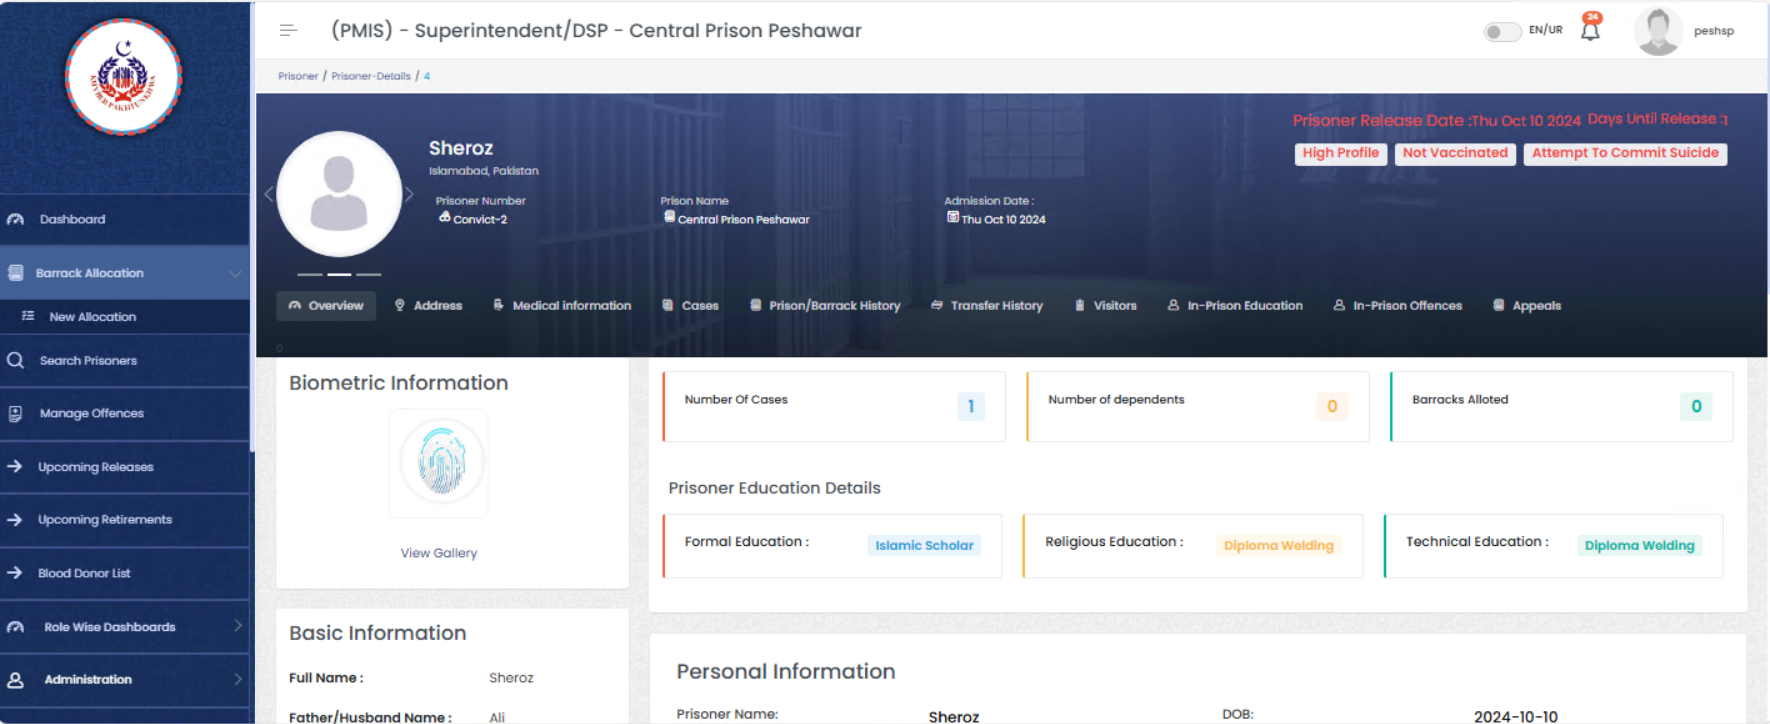 KHYBER PAKHTUNKHWA
(PMIS) - Superintendent/DSP - Central Prison Peshawar
EN/UR
24
peshsp
Prisoner / Prisoner-Details / 4
Prisoner Release Date :Thu Oct 10 2024 Days Until Release :1
High Profile Not Vaccinated Attempt To Commit Suicide
Sheroz
Islamabad, Pakistan
Prisoner Number
Convict-2
Prison Name
Central Prison Peshawar
Admission Date :
Thu Oct 10 2024
Overview Address Medical information Cases Prison/Barrack History Transfer History Visitors In-Prison Education In-Prison Offences Appeals
0
Dashboard
Barrack Allocation
New Allocation
Search Prisoners
Manage Offences
Upcoming Releases
Upcoming Retirements
Blood Donor List
Role Wise Dashboards
Administration
Biometric Information
View Gallery
Basic Information
Full Name : Sheroz
Father/Husband Name : Ali
Number Of Cases 1
Number of dependents 0
Barracks Alloted 0
Prisoner Education Details
Formal Education : Islamic Scholar
Religious Education : Diploma Welding
Technical Education : Diploma Welding
Personal Information
Prisoner Name: Sheroz DOB: 2024-10-10